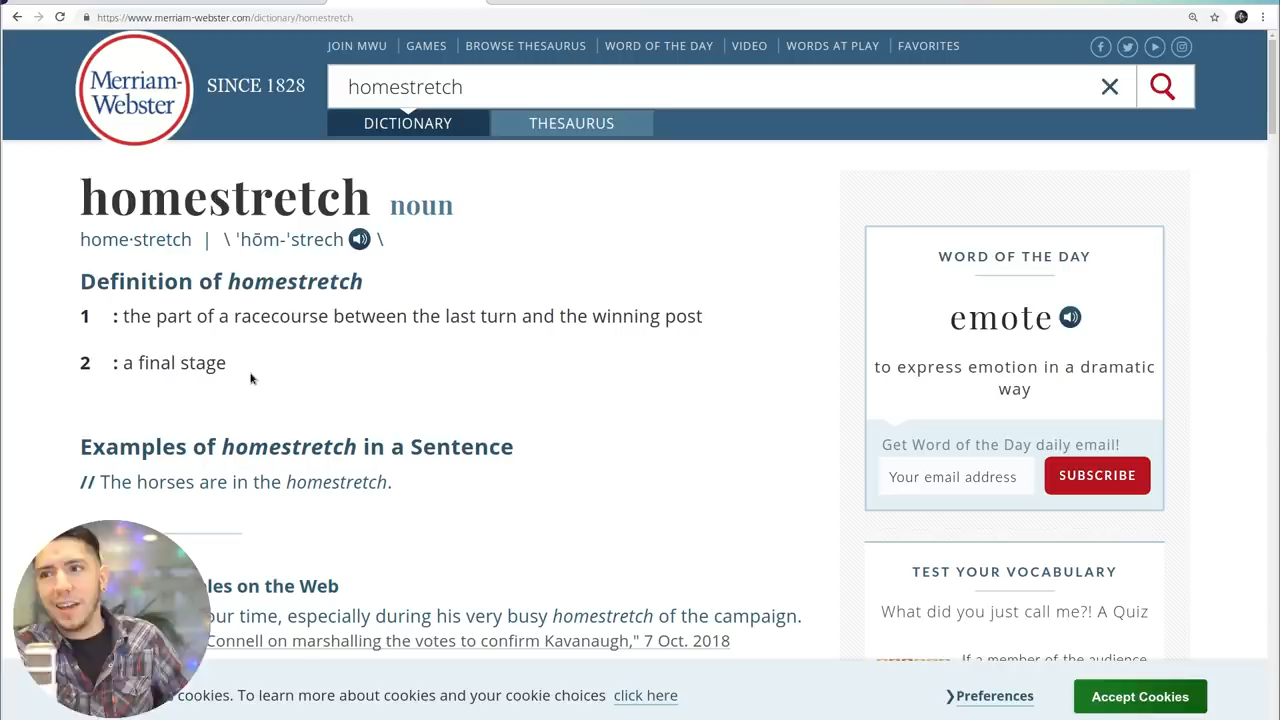 https://www.merriam-webster.com/dictionary/homestretch
JOIN MWU GAMES BROWSE THESAURUS WORD OF THE DAY VIDEO WORDS AT PLAY FAVORITES
Merriam-
Webster
SINCE 1828
homestretch
DICTIONARY THESAURUS
homestretch noun
home·stretch | \ ˈhōm-ˈstrech \
Definition of homestretch
1 : the part of a racecourse between the last turn and the winning post
2 : a final stage
Examples of homestretch in a Sentence
// The horses are in the homestretch.
les on the Web
our time, especially during his very busy homestretch of the campaign.
Connell on marshalling the votes to confirm Kavanaugh," 7 Oct. 2018
WORD OF THE DAY
emote
to express emotion in a dramatic
way
Get Word of the Day daily email!
Your email address SUBSCRIBE
TEST YOUR VOCABULARY
What did you just call me?! A Quiz
If a member of the audience
cookies. To learn more about cookies and your cookie choices click here
❯Preferences
Accept Cookies